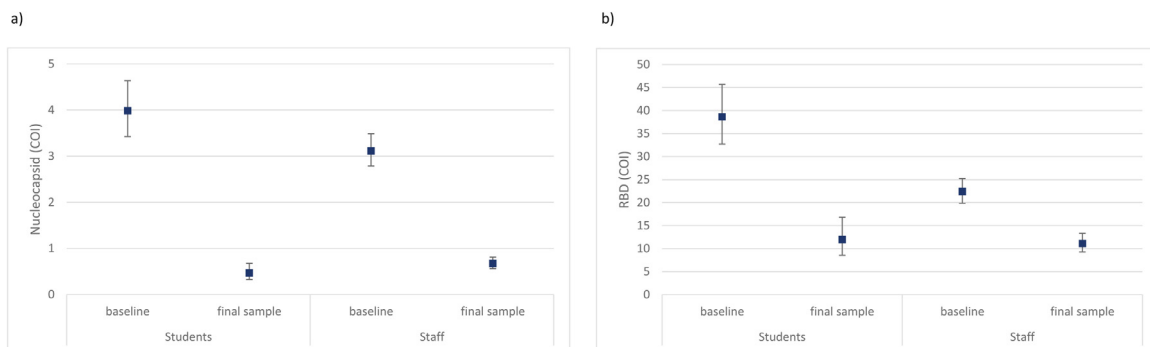 a)
Nucleocapsid (COI)
5
4
3
2
1
0
baseline final sample baseline final sample
Students Staff
b)
RBD (COI)
50
45
40
35
30
25
20
15
10
5
0
baseline final sample baseline final sample
Students Staff